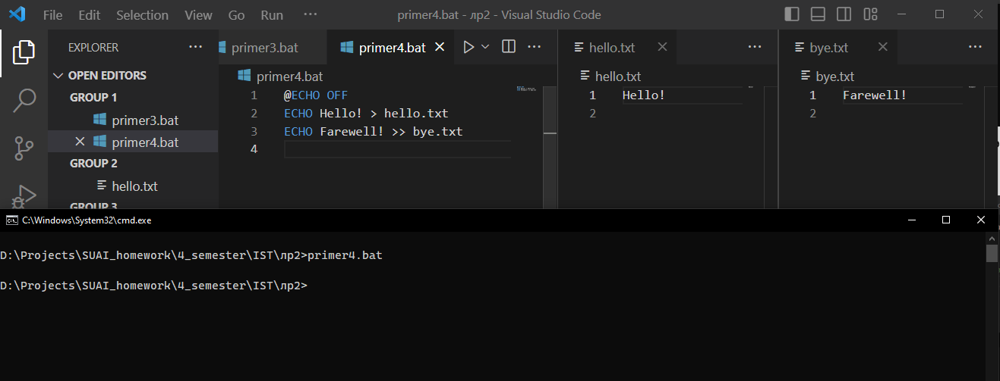 File Edit Selection View Go Run ··· primer4.bat - лр2 - Visual Studio Code
EXPLORER ···
OPEN EDITORS
GROUP 1
primer3.bat
primer4.bat
GROUP 2
hello.txt
GROUP 3
primer3.bat primer4.bat ···
primer4.bat
1 @ECHO OFF
2 ECHO Hello! > hello.txt
3 ECHO Farewell! >> bye.txt
4
hello.txt ···
hello.txt
1 Hello!
2
bye.txt ···
bye.txt
1 Farewell!
2
C:\Windows\System32\cmd.exe
D:\Projects\SUAI_homework\4_semester\IST\лр2>primer4.bat
D:\Projects\SUAI_homework\4_semester\IST\лр2>